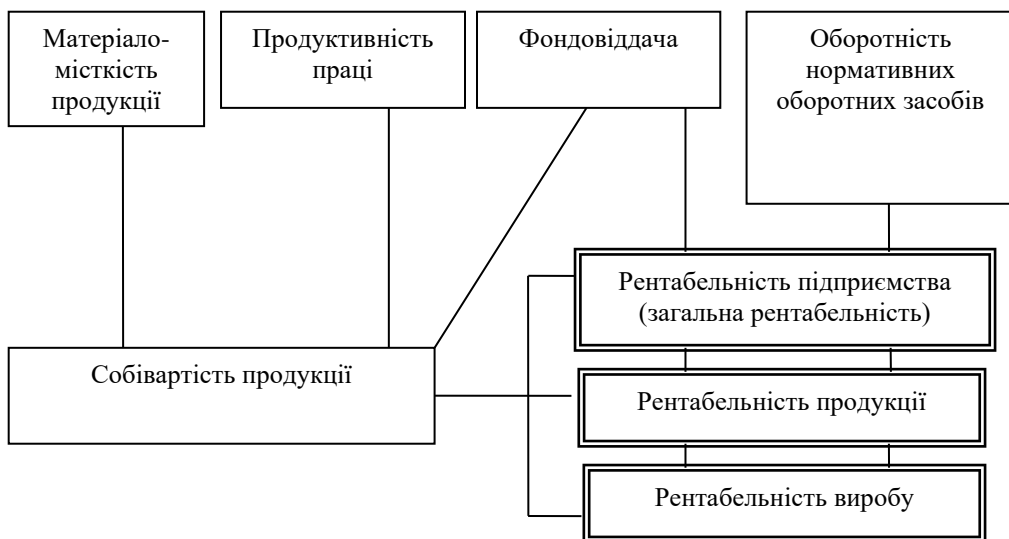 Матеріало-
місткість
продукції
Продуктивність
праці
Фондовіддача
Оборотність
нормативних
оборотних засобів
Рентабельність підприємства
(загальна рентабельність)
Собівартість продукції
Рентабельність продукції
Рентабельність виробу